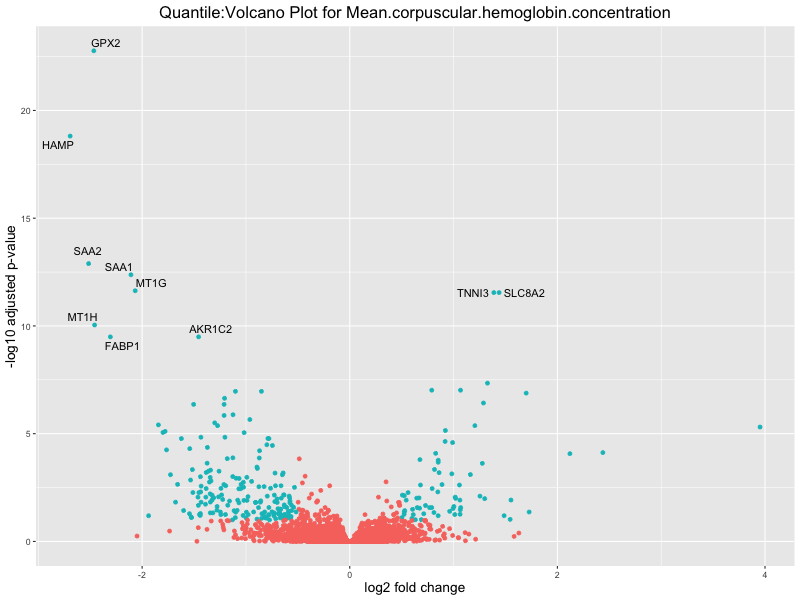 Quantile:Volcano Plot for Mean.corpuscular.hemoglobin.concentration
GPX2
20
HAMP
15
SAA2
SAA1
MT1G
TNNI3 SLC8A2
MT1H
10
AKR1C2
FABP1
5
0
-2 0 2 4
-log10 adjusted p-value
log2 fold change